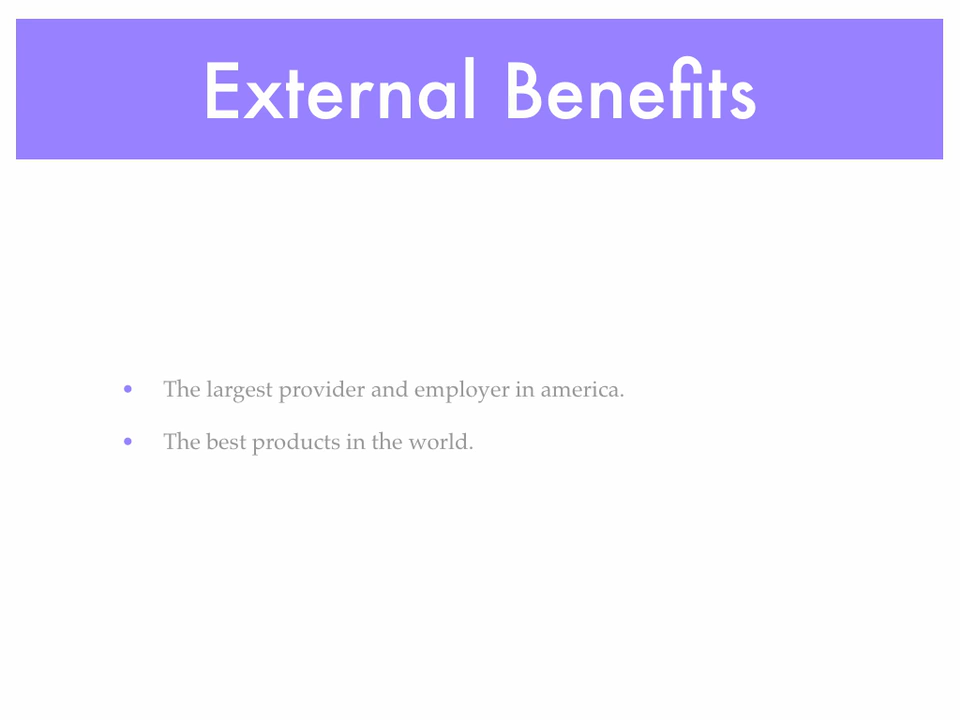 External Benefits
• The largest provider and employer in america.
• The best products in the world.